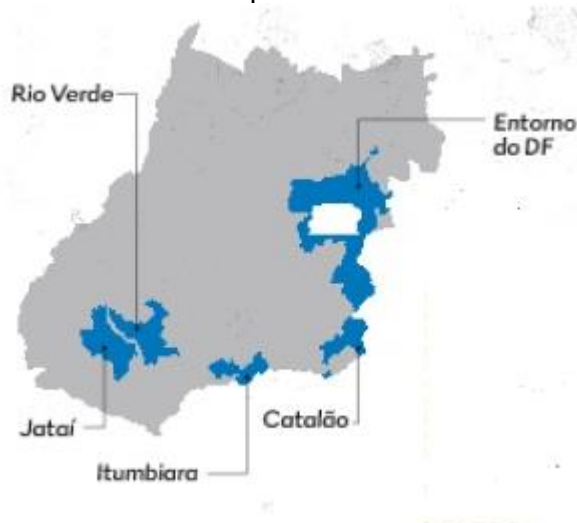 Rio Verde
Entorno
do DF
Jataí
Catalão
Itumbiara